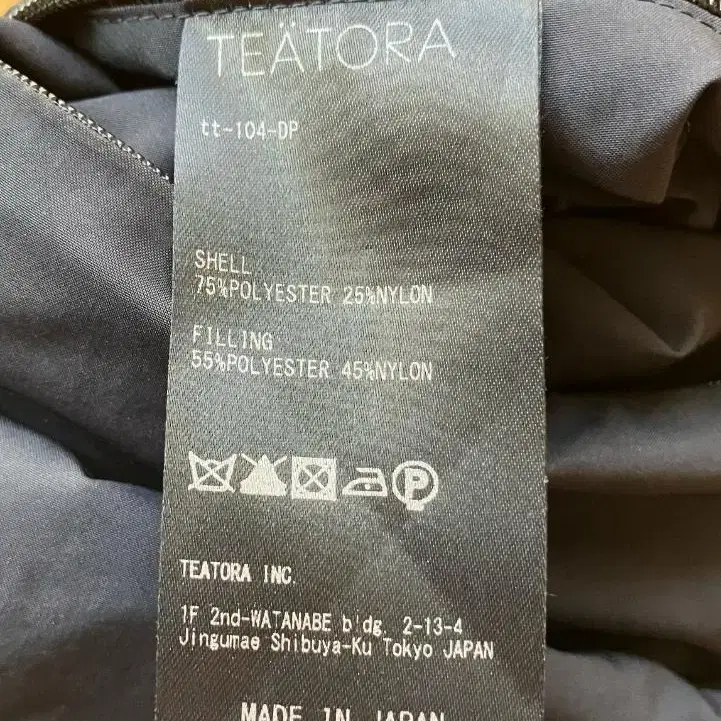 TEÄTORA
tt-104-DP
SHELL
75%POLYESTER 25%NYLON
FILLING
55%POLYESTER 45%NYLON
P
TEATORA INC.
1F 2nd-WATANABE bldg 2-13-4
Jingumae Shibuya-Ku Tokyo JAPAN
MADE IN JAPAN